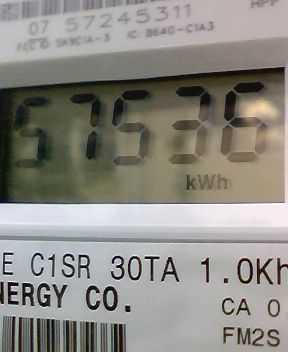 HPP
07 57245311
FCC ID: SK9C1A-3 IC: 864G-C1A3
57536
kWh
E C1SR 30TA 1.0Kh
NERGY CO.
CA 0
FM2S